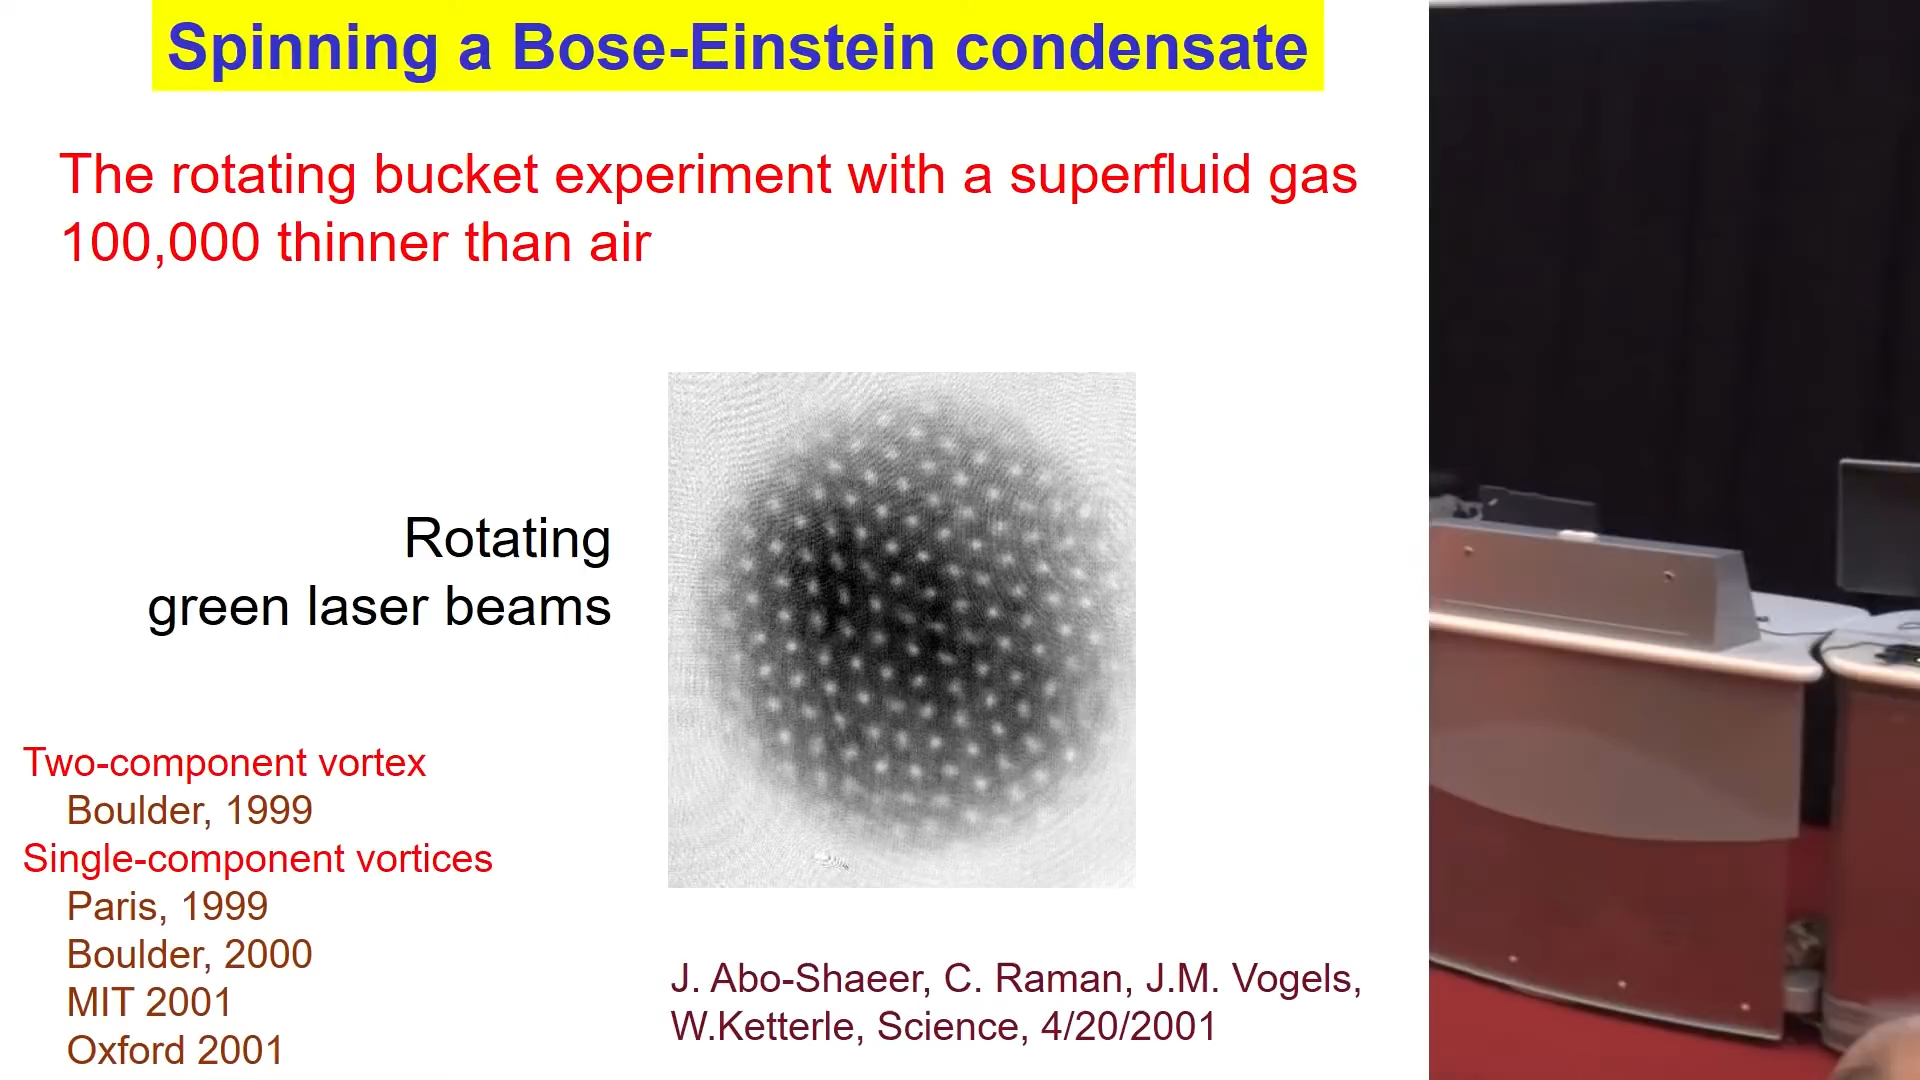 Spinning a Bose-Einstein condensate
The rotating bucket experiment with a superfluid gas
100,000 thinner than air
Rotating
green laser beams
Two-component vortex
Boulder, 1999
Single-component vortices
Paris, 1999
Boulder, 2000
MIT 2001
Oxford 2001
J. Abo-Shaeer, C. Raman, J.M. Vogels,
W.Ketterle, Science, 4/20/2001